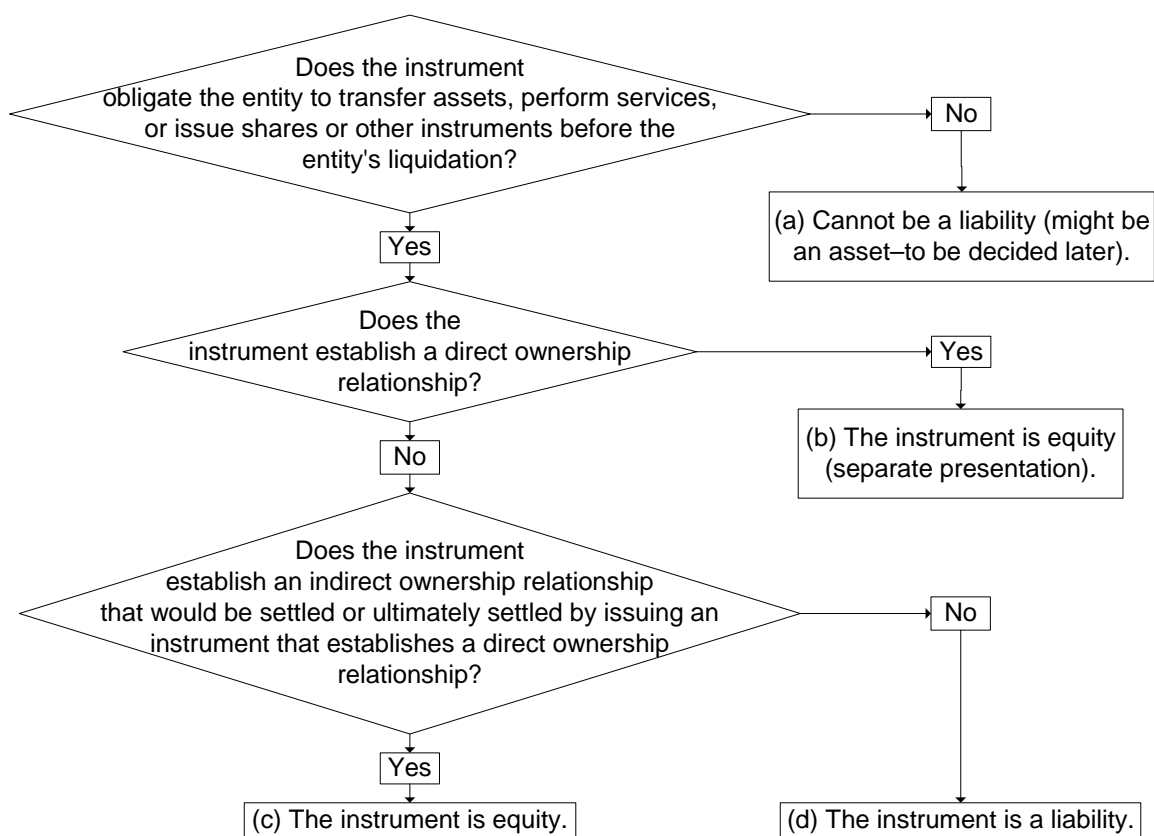 Does the instrument
obligate the entity to transfer assets, perform services,
or issue shares or other instruments before the
entity's liquidation?
No
(a) Cannot be a liability (might be
an asset–to be decided later).
Yes
Does the
instrument establish a direct ownership
relationship?
Yes
(b) The instrument is equity
(separate presentation).
No
Does the instrument
establish an indirect ownership relationship
that would be settled or ultimately settled by issuing an
instrument that establishes a direct ownership
relationship?
No
Yes
(c) The instrument is equity.
(d) The instrument is a liability.